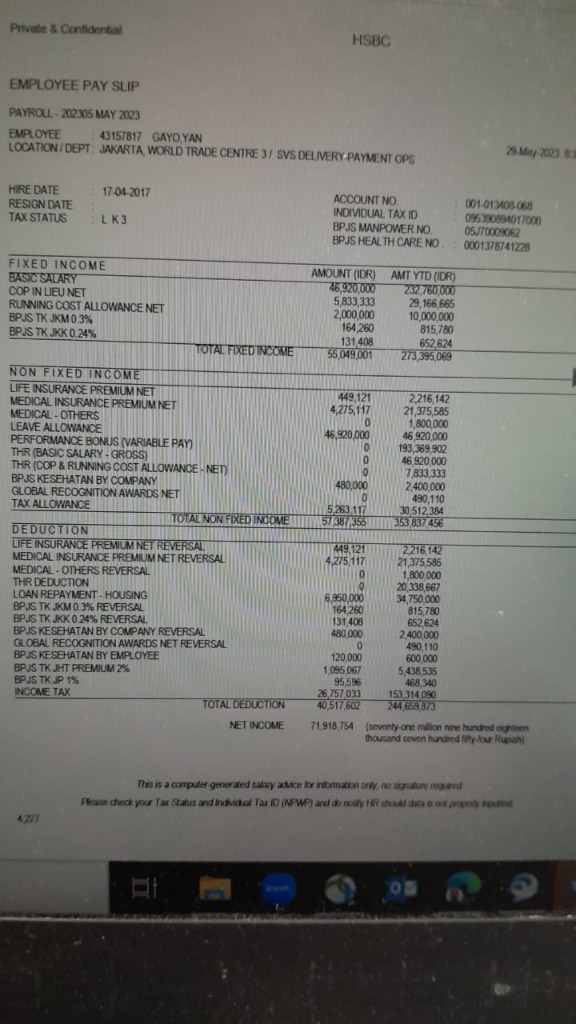 Private & Confidential
HSBC
EMPLOYEE PAY SLIP
PAYROLL - 202305 MAY 2023
EMPLOYEE : 43157817 GAYO,YAN
LOCATION / DEPT : JAKARTA, WORLD TRADE CENTRE 3 / SVS DELIVERY-PAYMENT OPS
29-May-2023
HIRE DATE : 17-04-2017
RESIGN DATE :
TAX STATUS : L K 3
ACCOUNT NO. : 001-013408-068
INDIVIDUAL TAX ID : 095390894017000
BPJS MANPOWER NO. : 05J70009062
BPJS HEALTH CARE NO. : 0001378741228
FIXED INCOME AMOUNT (IDR) AMT YTD (IDR)
BASIC SALARY 46,920,000 232,760,000
COP IN LIEU NET 5,833,333 29,166,665
RUNNING COST ALLOWANCE NET 2,000,000 10,000,000
BPJS TK JKM 0.3% 164,260 815,780
BPJS TK JKK 0.24% 131,408 652,624
TOTAL FIXED INCOME 55,049,001 273,395,069
NON FIXED INCOME
LIFE INSURANCE PREMIUM NET 449,121 2,216,142
MEDICAL INSURANCE PREMIUM NET 4,275,117 21,375,585
MEDICAL - OTHERS 0 1,800,000
LEAVE ALLOWANCE 46,920,000 46,920,000
PERFORMANCE BONUS (VARIABLE PAY) 0 193,369,902
THR (BASIC SALARY - GROSS) 0 46,920,000
THR (COP & RUNNING COST ALLOWANCE - NET) 0 7,833,333
BPJS KESEHATAN BY COMPANY 480,000 2,400,000
GLOBAL RECOGNITION AWARDS NET 0 490,110
TAX ALLOWANCE 5,263,117 30,512,384
TOTAL NON FIXED INCOME 57,387,355 353,837,456
DEDUCTION
LIFE INSURANCE PREMIUM NET REVERSAL 449,121 2,216,142
MEDICAL INSURANCE PREMIUM NET REVERSAL 4,275,117 21,375,585
MEDICAL - OTHERS REVERSAL 0 1,800,000
THR DEDUCTION 0 20,338,667
LOAN REPAYMENT - HOUSING 6,950,000 34,750,000
BPJS TK JKM 0.3% REVERSAL 164,260 815,780
BPJS TK JKK 0.24% REVERSAL 131,408 652,624
BPJS KESEHATAN BY COMPANY REVERSAL 480,000 2,400,000
GLOBAL RECOGNITION AWARDS NET REVERSAL 0 490,110
BPJS KESEHATAN BY EMPLOYEE 120,000 600,000
BPJS TK JHT PREMIUM 2% 1,095,067 5,438,535
BPJS TK JP 1% 95,596 468,340
INCOME TAX 26,757,033 153,314,090
TOTAL DEDUCTION 40,517,602 244,659,873
NET INCOME 71,918,754 (seventy-one million nine hundred eighteen
thousand seven hundred fifty-four Rupiah)
This is a computer-generated salary advice for information only, no signature required
Please check your Tax Status and Individual Tax ID (NPWP) and do notify HR should data is not properly inputted
4,277
zoom